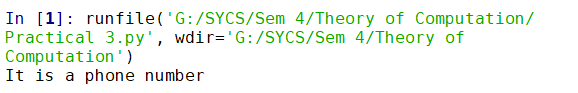 In [1]: runfile('G:/SYCS/Sem 4/Theory of Computation/
Practical 3.py', wdir='G:/SYCS/Sem 4/Theory of
Computation')
It is a phone number